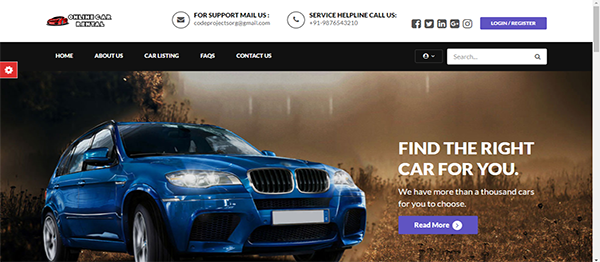 ONLINE CAR
RENTAL
FOR SUPPORT MAIL US :
codeprojectsorg@gmail.com
SERVICE HELPLINE CALL US:
+91-9876543210
LOGIN / REGISTER
HOME
ABOUT US
CAR LISTING
FAQS
CONTACT US
Search...
FIND THE RIGHT
CAR FOR YOU.
We have more than a thousand cars
for you to choose.
Read More